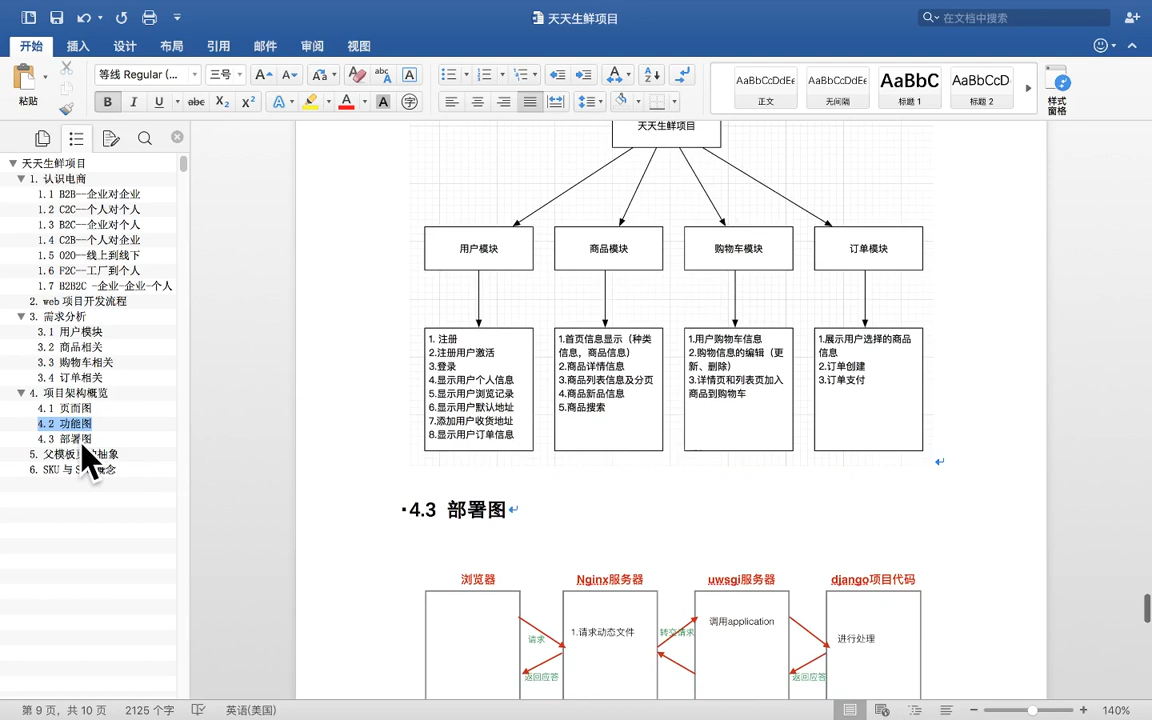 天天生鲜项目
在文档中搜索
开始 插入 设计 布局 引用 邮件 审阅 视图
粘贴
等线 Regular (... 三号
AaBbCcDdEe AaBbCcDdEe AaBbC AaBbCcD
正文 无间隔 标题 1 标题 2
样式
窗格
天天生鲜项目
1. 认识电商
1.1 B2B--企业对企业
1.2 C2C--个人对个人
1.3 B2C--企业对个人
1.4 C2B--个人对企业
1.5 O2O--线上到线下
1.6 F2C--工厂到个人
1.7 B2B2C -企业-企业-个人
2. web 项目开发流程
3. 需求分析
3.1 用户模块
3.2 商品相关
3.3 购物车相关
3.4 订单相关
4. 项目架构概览
4.1 页面图
4.2 功能图
4.3 部署图
5. 父模板 抽象
6. SKU 与 概念
天天生鲜项目
用户模块 商品模块 购物车模块 订单模块
1. 注册
2.注册用户激活
3.登录
4.显示用户个人信息
5.显示用户浏览记录
6.显示用户默认地址
7.添加用户收货地址
8.显示用户订单信息
1.首页信息显示（种类
信息，商品信息）
2.商品详情信息
3.商品列表信息及分页
4.商品新品信息
5.商品搜索
1.用户购物车信息
2.购物信息的编辑（更
新、删除）
3.详情页和列表页加入
商品到购物车
1.展示用户选择的商品
信息
2.订单创建
3.订单支付
4.3 部署图
浏览器 Nginx服务器 uwsgi服务器 django项目代码
请求 1.请求动态文件 转交请求 调用application 进行处理
返回应答 返回应答
第 9 页，共 10 页 2125 个字 英语(美国) 140%